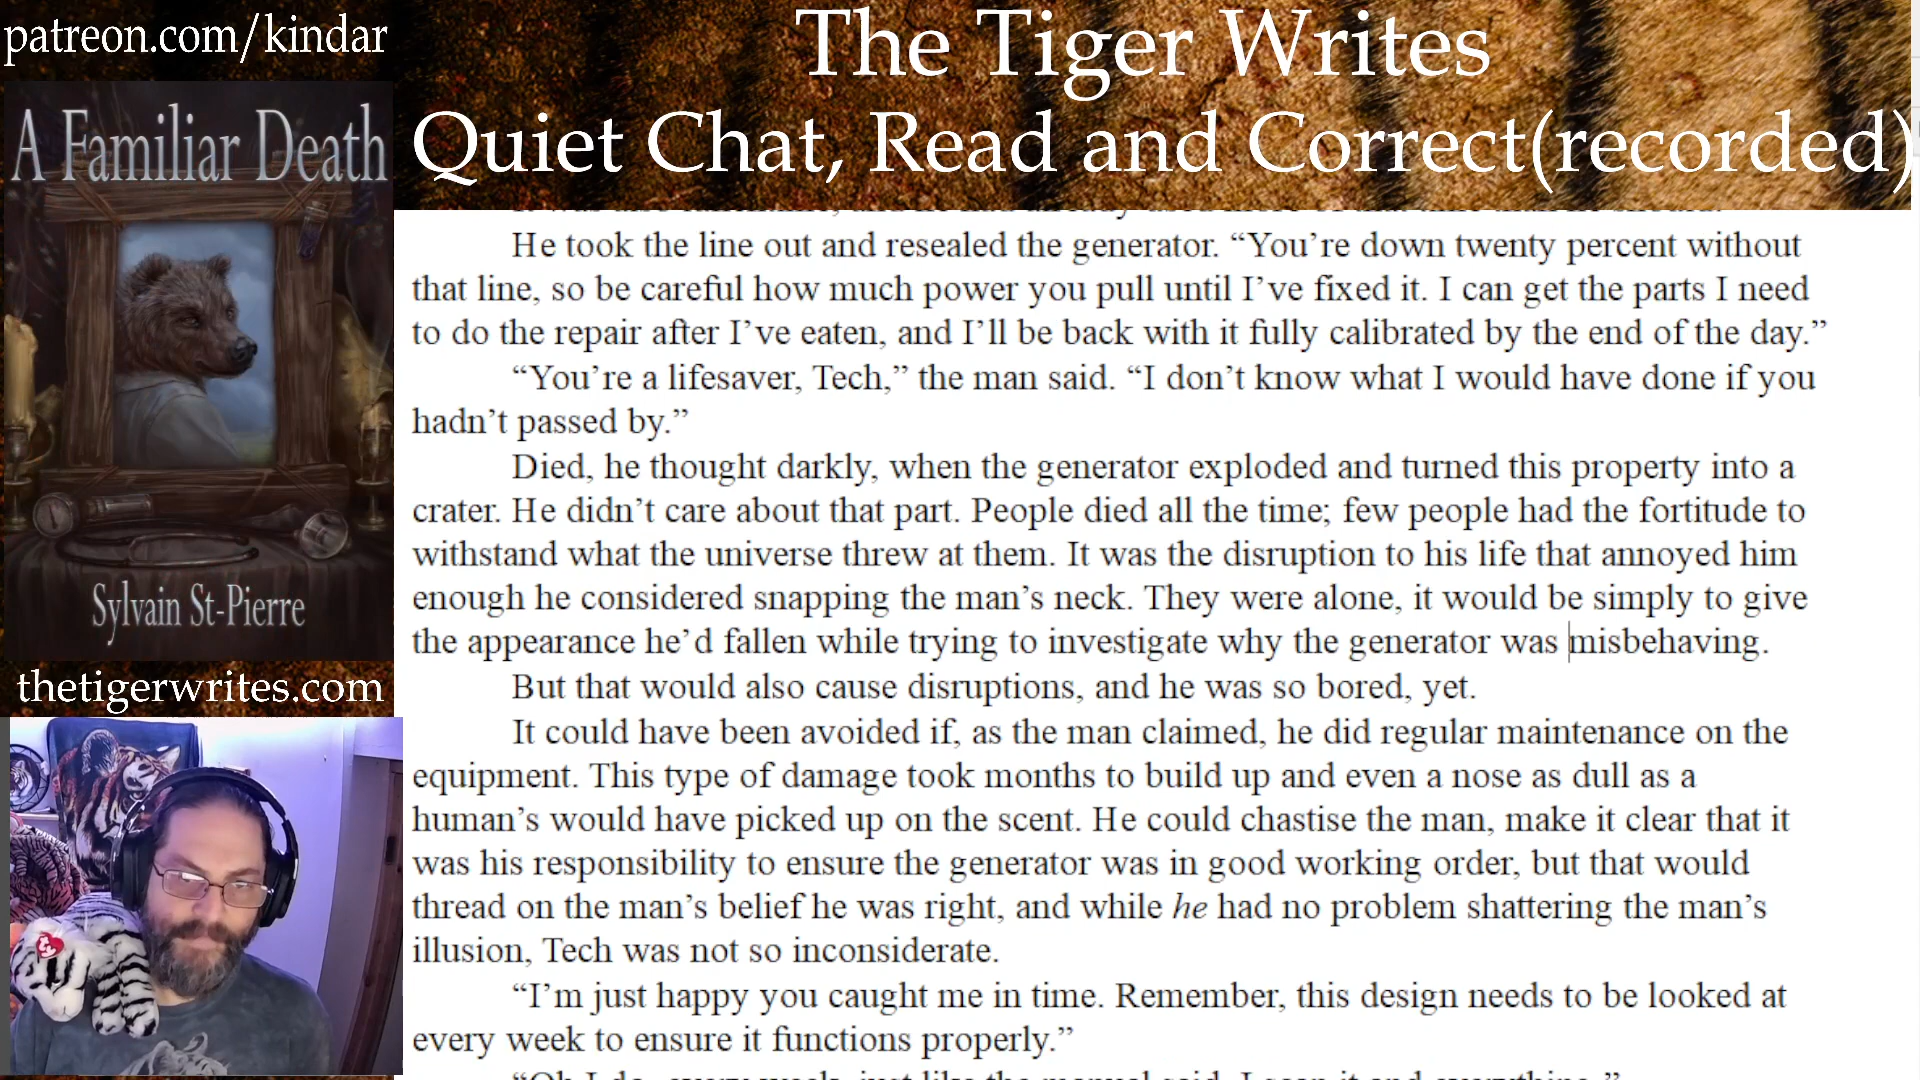 patreon.com/kindar
A Familiar Death
Sylvain St-Pierre
thetigerwrites.com
The Tiger Writes
Quiet Chat, Read and Correct(recorded)
He took the line out and resealed the generator. “You’re down twenty percent without
that line, so be careful how much power you pull until I’ve fixed it. I can get the parts I need
to do the repair after I’ve eaten, and I’ll be back with it fully calibrated by the end of the day.”
“You’re a lifesaver, Tech,” the man said. “I don’t know what I would have done if you
hadn’t passed by.”
Died, he thought darkly, when the generator exploded and turned this property into a
crater. He didn’t care about that part. People died all the time; few people had the fortitude to
withstand what the universe threw at them. It was the disruption to his life that annoyed him
enough he considered snapping the man’s neck. They were alone, it would be simply to give
the appearance he’d fallen while trying to investigate why the generator was misbehaving.
But that would also cause disruptions, and he was so bored, yet.
It could have been avoided if, as the man claimed, he did regular maintenance on the
equipment. This type of damage took months to build up and even a nose as dull as a
human’s would have picked up on the scent. He could chastise the man, make it clear that it
was his responsibility to ensure the generator was in good working order, but that would
thread on the man’s belief he was right, and while he had no problem shattering the man’s
illusion, Tech was not so inconsiderate.
“I’m just happy you caught me in time. Remember, this design needs to be looked at
every week to ensure it functions properly.”